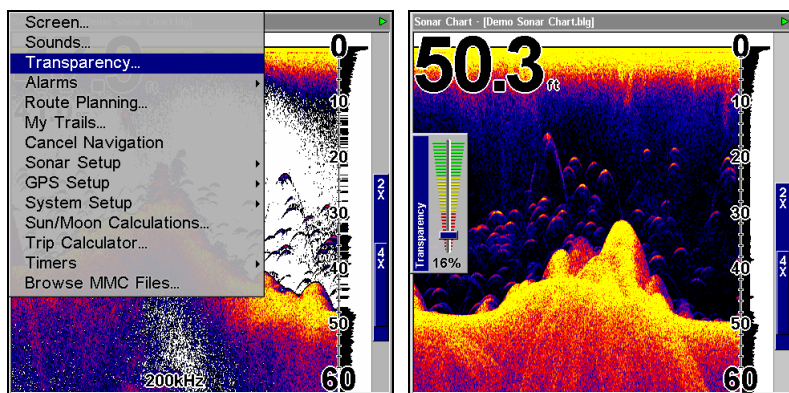 Screen...
Sounds...
Transparency...
Alarms
Route Planning...
My Trails...
Cancel Navigation
Sonar Setup
GPS Setup
System Setup
Sun/Moon Calculations...
Trip Calculator...
Timers
Browse MMC Files...
0
10
20
30
40
50
60
2X
4X
200kHz
Sonar Chart - [Demo Sonar Chart.blg]
50.3 ft
0
10
20
30
40
50
60
2X
4X
Transparency
16%